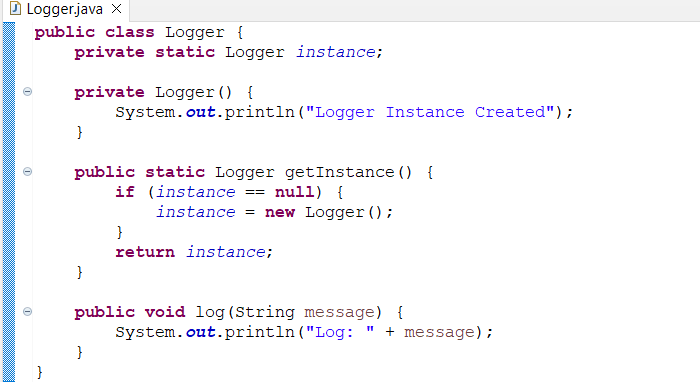 Logger.java
public class Logger {
    private static Logger instance;
    private Logger() {
        System.out.println("Logger Instance Created");
    }
    public static Logger getInstance() {
        if (instance == null) {
            instance = new Logger();
        }
        return instance;
    }
    public void log(String message) {
        System.out.println("Log: " + message);
    }
}